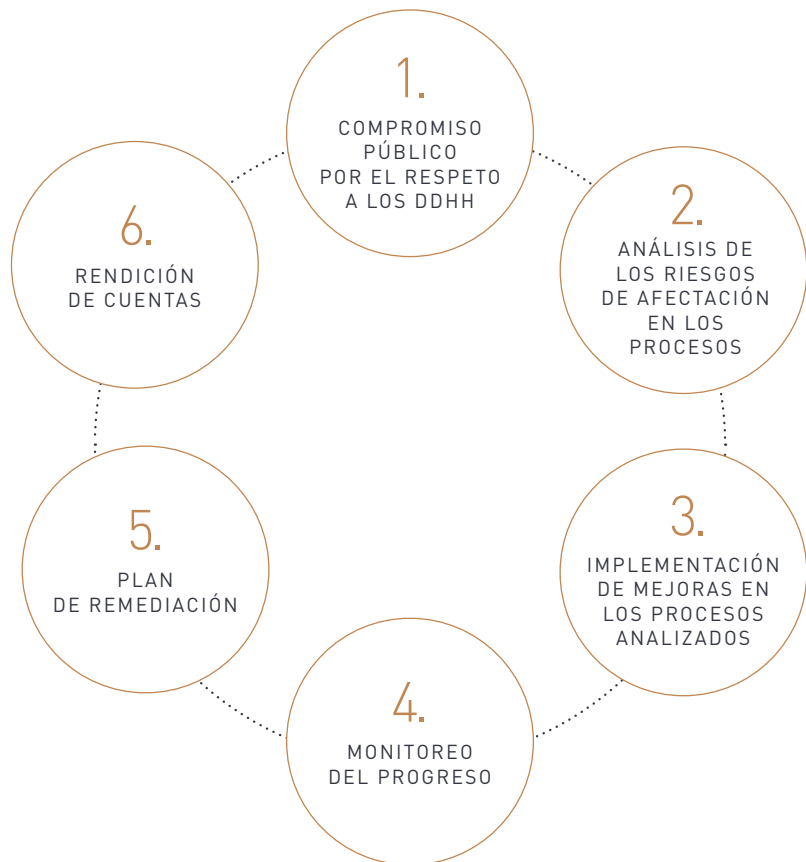 1.
COMPROMISO
PÚBLICO
POR EL RESPETO
A LOS DDHH
2.
ANÁLISIS DE
LOS RIESGOS
DE AFECTACIÓN
EN LOS
PROCESOS
3.
IMPLEMENTACIÓN
DE MEJORAS EN
LOS PROCESOS
ANALIZADOS
4.
MONITOREO
DEL PROGRESO
5.
PLAN
DE REMEDIACIÓN
6.
RENDICIÓN
DE CUENTAS